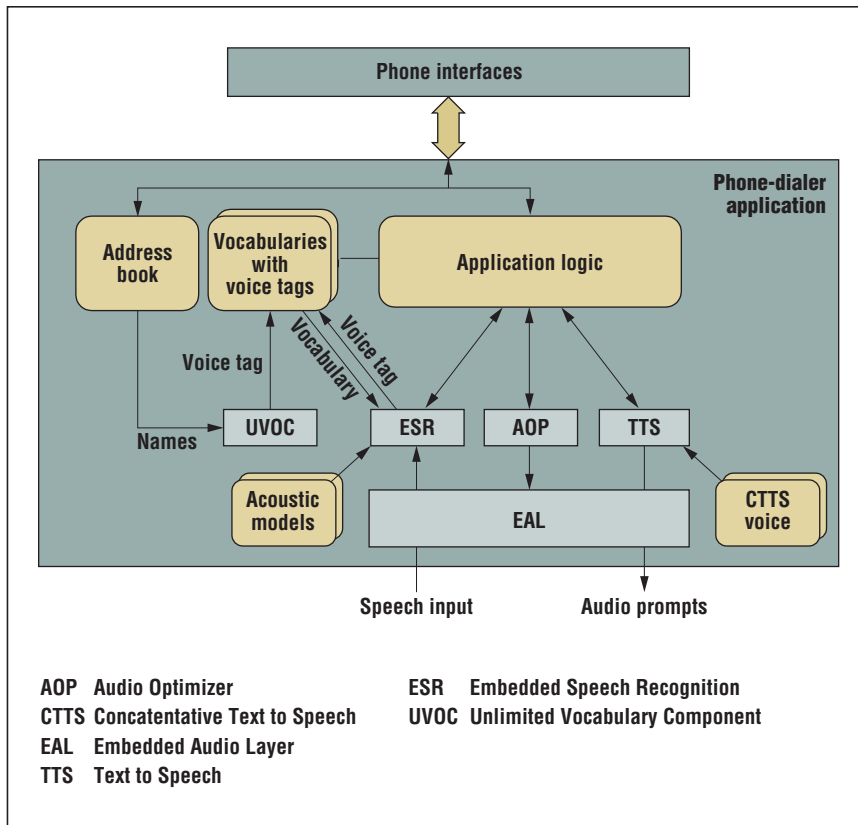 Phone interfaces
Phone-dialer
application
Address
book
Vocabularies
with
voice tags
Application logic
Voice tag
Vocabulary
Voice tag
Names
UVOC
ESR
AOP
TTS
Acoustic
models
EAL
CTTS
voice
Speech input
Audio prompts
AOP Audio Optimizer
CTTS Concatentative Text to Speech
EAL Embedded Audio Layer
TTS Text to Speech
ESR Embedded Speech Recognition
UVOC Unlimited Vocabulary Component